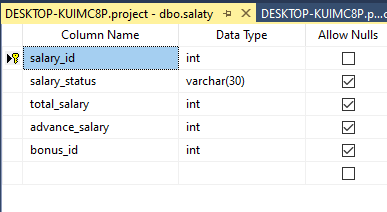 DESKTOP-KUIMC8P.project - dbo.salaty
DESKTOP-KUIMC8P.p...
Column Name Data Type Allow Nulls
salary_id int
salary_status varchar(30)
total_salary int
advance_salary int
bonus_id int